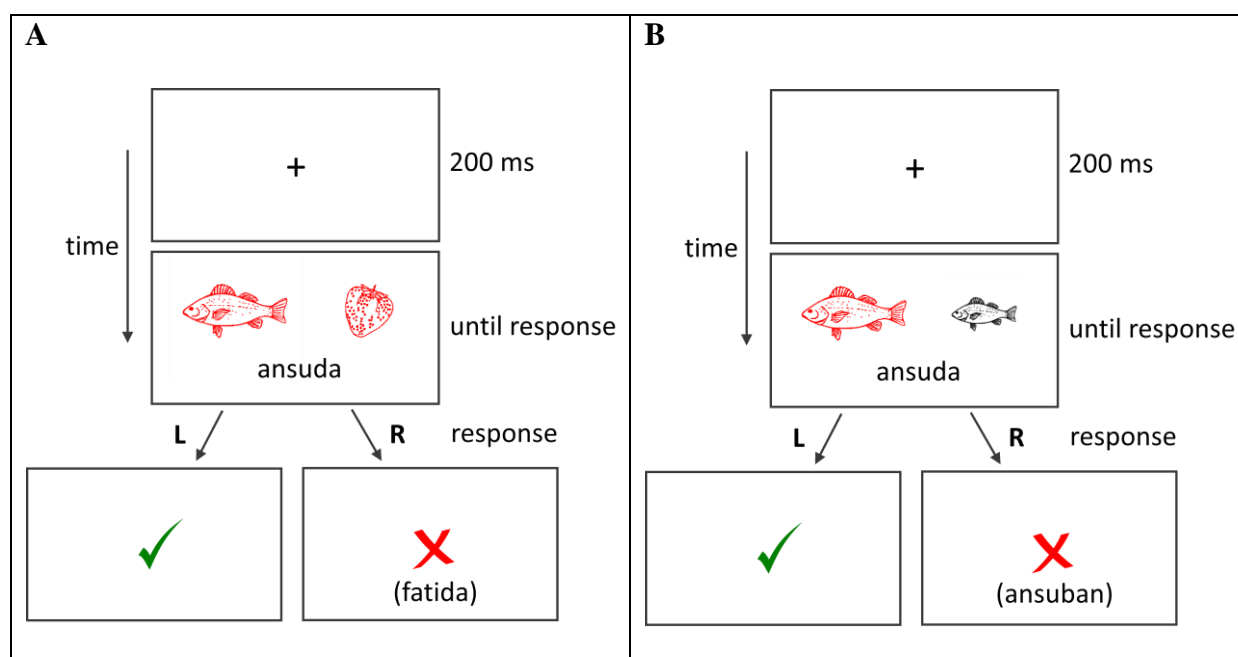 A
+
200 ms
time
ansuda
until response
L
R
response
(fatida)
B
+
200 ms
time
ansuda
until response
L
R
response
(ansuban)